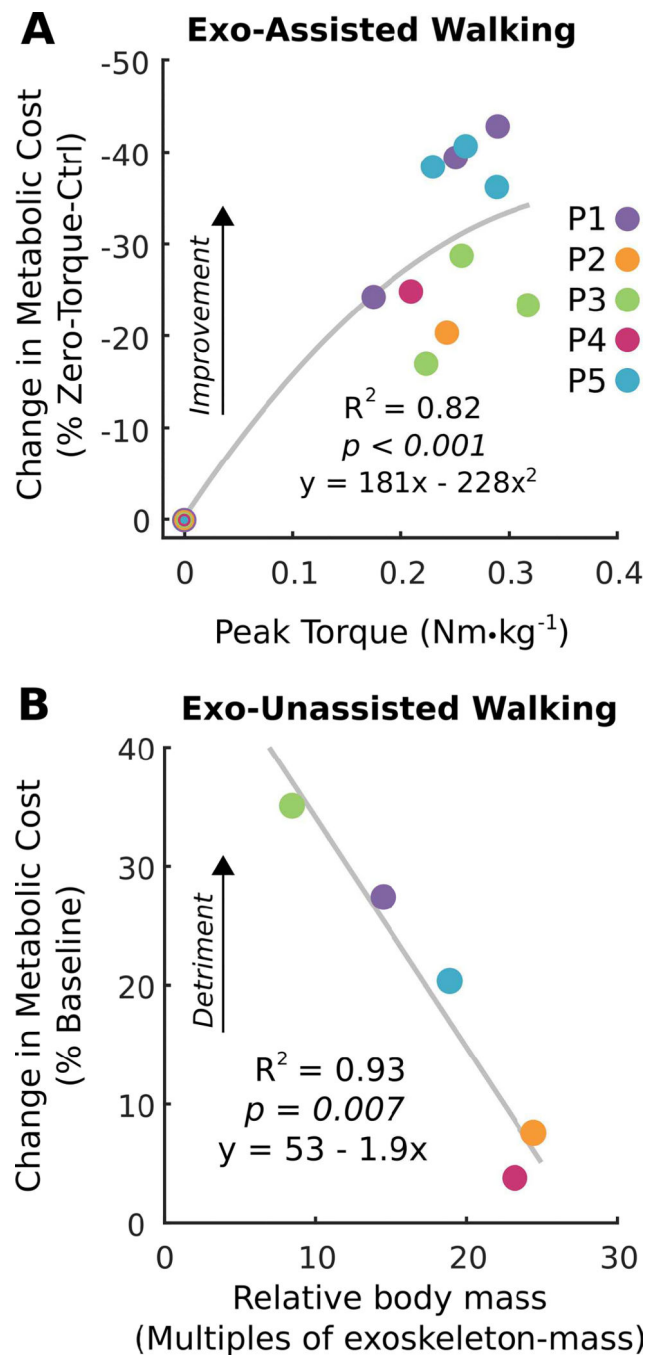 A Exo-Assisted Walking
Change in Metabolic Cost
(% Zero-Torque-Ctrl)
-50
-40
-30
-20
-10
0
Improvement
P1
P2
P3
P4
P5
R² = 0.82
p < 0.001
y = 181x - 228x²
0 0.1 0.2 0.3 0.4
Peak Torque (Nm•kg⁻¹)
B Exo-Unassisted Walking
Change in Metabolic Cost
(% Baseline)
40
30
20
10
0
Detriment
R² = 0.93
p = 0.007
y = 53 - 1.9x
0 10 20 30
Relative body mass
(Multiples of exoskeleton-mass)